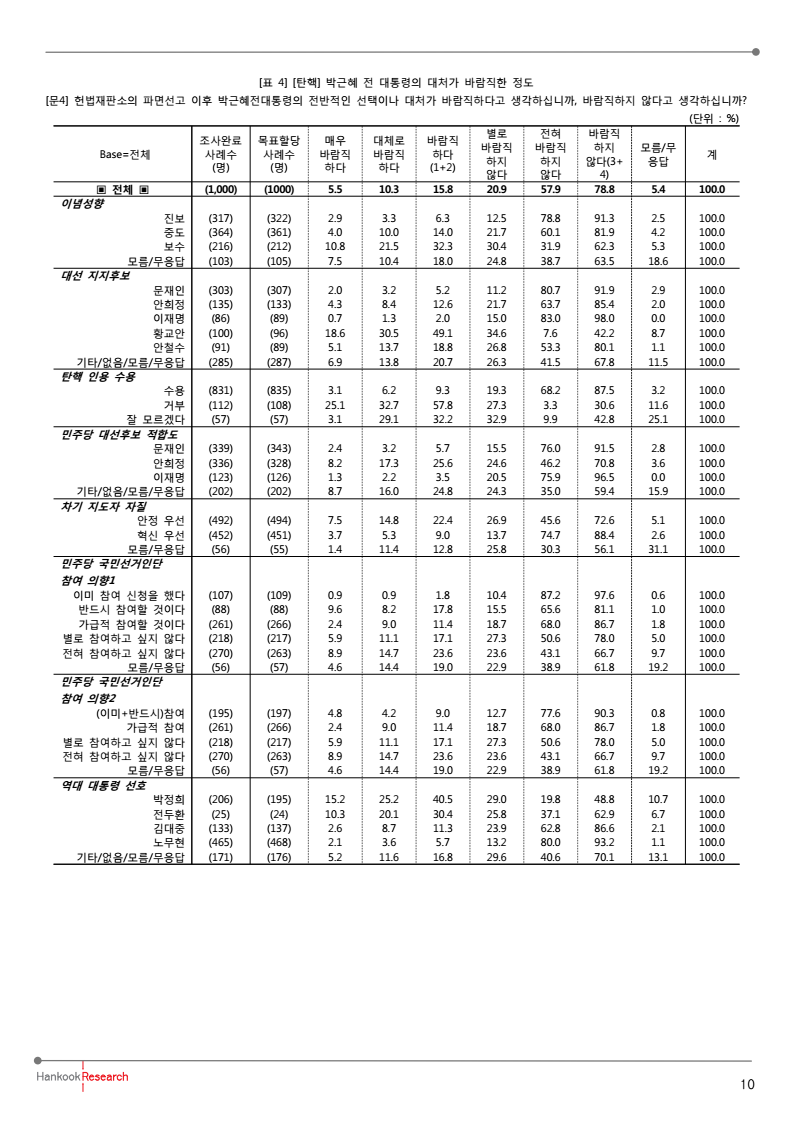 [표 4] [탄핵] 박근혜 전 대통령의 대처가 바람직한 정도
[문4] 헌법재판소의 파면선고 이후 박근혜전대통령의 전반적인 선택이나 대처가 바람직하다고 생각하십니까, 바람직하지 않다고 생각하십니까?
(단위 : %)
Base=전체 조사완료 사례수 (명) 목표할당 사례수 (명) 매우 바람직 하다 대체로 바람직 하다 바람직 하다 (1+2) 별로 바람직 하지 않다 전혀 바람직 하지 않다 바람직 하지 않다(3+ 4) 모름/무 응답 계
▣ 전체 ▣ (1,000) (1000) 5.5 10.3 15.8 20.9 57.9 78.8 5.4 100.0
이념성향
진보 (317) (322) 2.9 3.3 6.3 12.5 78.8 91.3 2.5 100.0
중도 (364) (361) 4.0 10.0 14.0 21.7 60.1 81.9 4.2 100.0
보수 (216) (212) 10.8 21.5 32.3 30.4 31.9 62.3 5.3 100.0
모름/무응답 (103) (105) 7.5 10.4 18.0 24.8 38.7 63.5 18.6 100.0
대선 지지후보
문재인 (303) (307) 2.0 3.2 5.2 11.2 80.7 91.9 2.9 100.0
안희정 (135) (133) 4.3 8.4 12.6 21.7 63.7 85.4 2.0 100.0
이재명 (86) (89) 0.7 1.3 2.0 15.0 83.0 98.0 0.0 100.0
황교안 (100) (96) 18.6 30.5 49.1 34.6 7.6 42.2 8.7 100.0
안철수 (91) (89) 5.1 13.7 18.8 26.8 53.3 80.1 1.1 100.0
기타/없음/모름/무응답 (285) (287) 6.9 13.8 20.7 26.3 41.5 67.8 11.5 100.0
탄핵 인용 수용
수용 (831) (835) 3.1 6.2 9.3 19.3 68.2 87.5 3.2 100.0
거부 (112) (108) 25.1 32.7 57.8 27.3 3.3 30.6 11.6 100.0
잘 모르겠다 (57) (57) 3.1 29.1 32.2 32.9 9.9 42.8 25.1 100.0
민주당 대선후보 적합도
문재인 (339) (343) 2.4 3.2 5.7 15.5 76.0 91.5 2.8 100.0
안희정 (336) (328) 8.2 17.3 25.6 24.6 46.2 70.8 3.6 100.0
이재명 (123) (126) 1.3 2.2 3.5 20.5 75.9 96.5 0.0 100.0
기타/없음/모름/무응답 (202) (202) 8.7 16.0 24.8 24.3 35.0 59.4 15.9 100.0
차기 지도자 자질
안정 우선 (492) (494) 7.5 14.8 22.4 26.9 45.6 72.6 5.1 100.0
혁신 우선 (452) (451) 3.7 5.3 9.0 13.7 74.7 88.4 2.6 100.0
모름/무응답 (56) (55) 1.4 11.4 12.8 25.8 30.3 56.1 31.1 100.0
민주당 국민선거인단
참여 의향1
이미 참여 신청을 했다 (107) (109) 0.9 0.9 1.8 10.4 87.2 97.6 0.6 100.0
반드시 참여할 것이다 (88) (88) 9.6 8.2 17.8 15.5 65.6 81.1 1.0 100.0
가급적 참여할 것이다 (261) (266) 2.4 9.0 11.4 18.7 68.0 86.7 1.8 100.0
별로 참여하고 싶지 않다 (218) (217) 5.9 11.1 17.1 27.3 50.6 78.0 5.0 100.0
전혀 참여하고 싶지 않다 (270) (263) 8.9 14.7 23.6 23.6 43.1 66.7 9.7 100.0
모름/무응답 (56) (57) 4.6 14.4 19.0 22.9 38.9 61.8 19.2 100.0
민주당 국민선거인단
참여 의향2
(이미+반드시)참여 (195) (197) 4.8 4.2 9.0 12.7 77.6 90.3 0.8 100.0
가급적 참여 (261) (266) 2.4 9.0 11.4 18.7 68.0 86.7 1.8 100.0
별로 참여하고 싶지 않다 (218) (217) 5.9 11.1 17.1 27.3 50.6 78.0 5.0 100.0
전혀 참여하고 싶지 않다 (270) (263) 8.9 14.7 23.6 23.6 43.1 66.7 9.7 100.0
모름/무응답 (56) (57) 4.6 14.4 19.0 22.9 38.9 61.8 19.2 100.0
역대 대통령 선호
박정희 (206) (195) 15.2 25.2 40.5 29.0 19.8 48.8 10.7 100.0
전두환 (25) (24) 10.3 20.1 30.4 25.8 37.1 62.9 6.7 100.0
김대중 (133) (137) 2.6 8.7 11.3 23.9 62.8 86.6 2.1 100.0
노무현 (465) (468) 2.1 3.6 5.7 13.2 80.0 93.2 1.1 100.0
기타/없음/모름/무응답 (171) (176) 5.2 11.6 16.8 29.6 40.6 70.1 13.1 100.0
Hankook Research
10